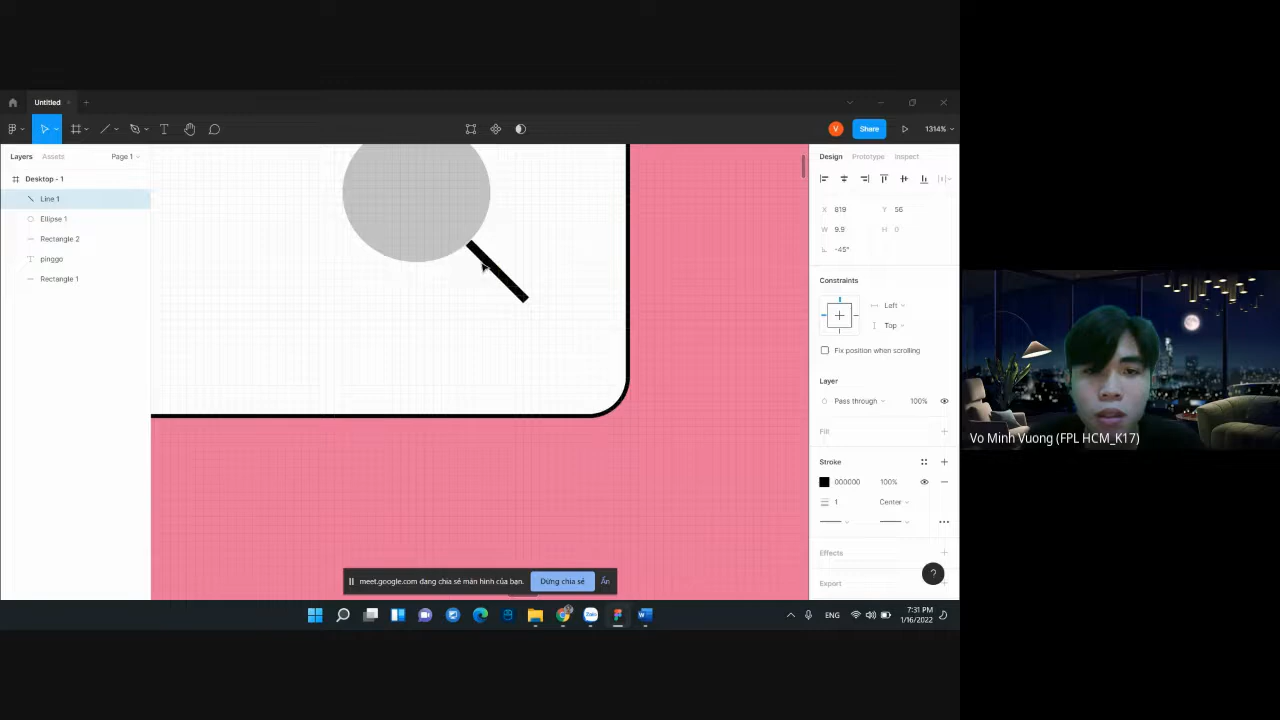 Untitled
Share
1314%
Layers
Assets
Page 1
Desktop - 1
Line 1
Ellipse 1
Rectangle 2
pinggo
Rectangle 1
V
Design
Prototype
Inspect
X 819 Y 56
W 9.9 H 0
-45°
Constraints
Left
Top
Fix position when scrolling
Layer
Pass through 100%
Fill
Stroke
000000 100%
1 Center
Effects
Export
?
meet.google.com đang chia sẻ màn hình của bạn.
Dừng chia sẻ
Ẩn
Zalo
ENG
7:31 PM
1/16/2022
Vo Minh Vuong (FPL HCM_K17)